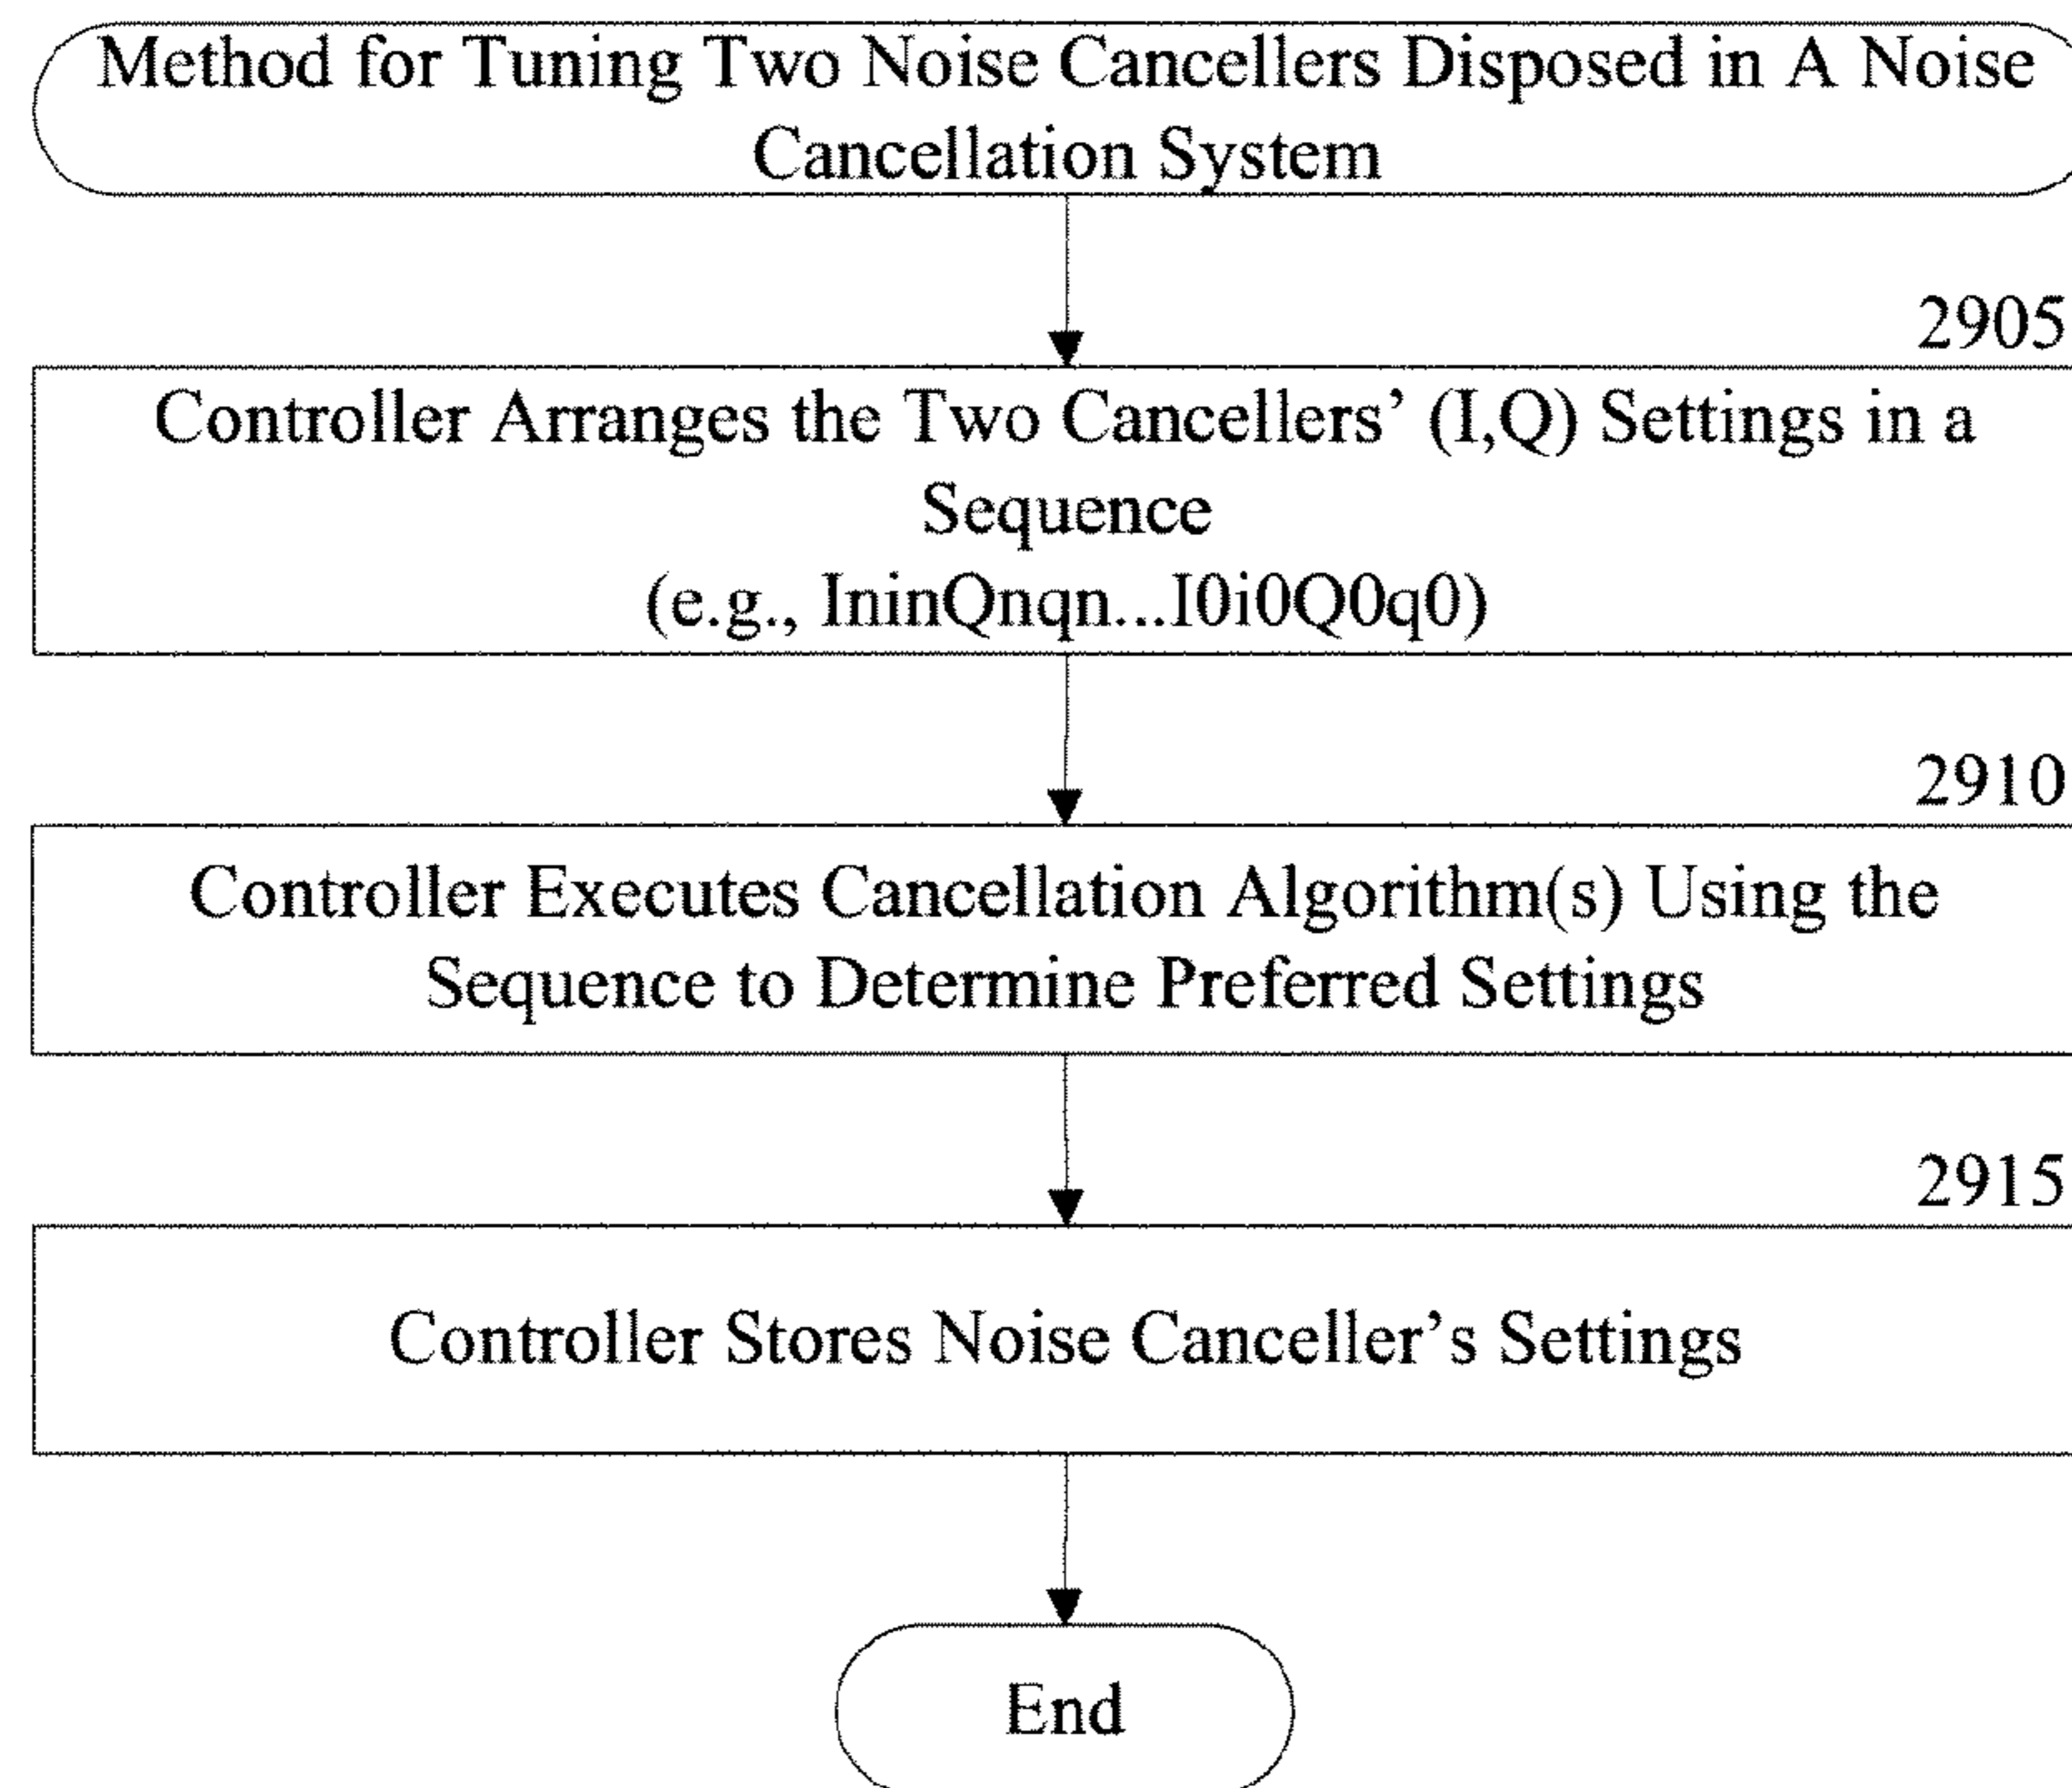 Method for Tuning Two Noise Cancellers Disposed in A Noise
Cancellation System
2905
Controller Arranges the Two Cancellers’ (I,Q) Settings in a
Sequence
(e.g., IninQnqn...I0i0Q0q0)
2910
Controller Executes Cancellation Algorithm(s) Using the
Sequence to Determine Preferred Settings
2915
Controller Stores Noise Canceller’s Settings
End